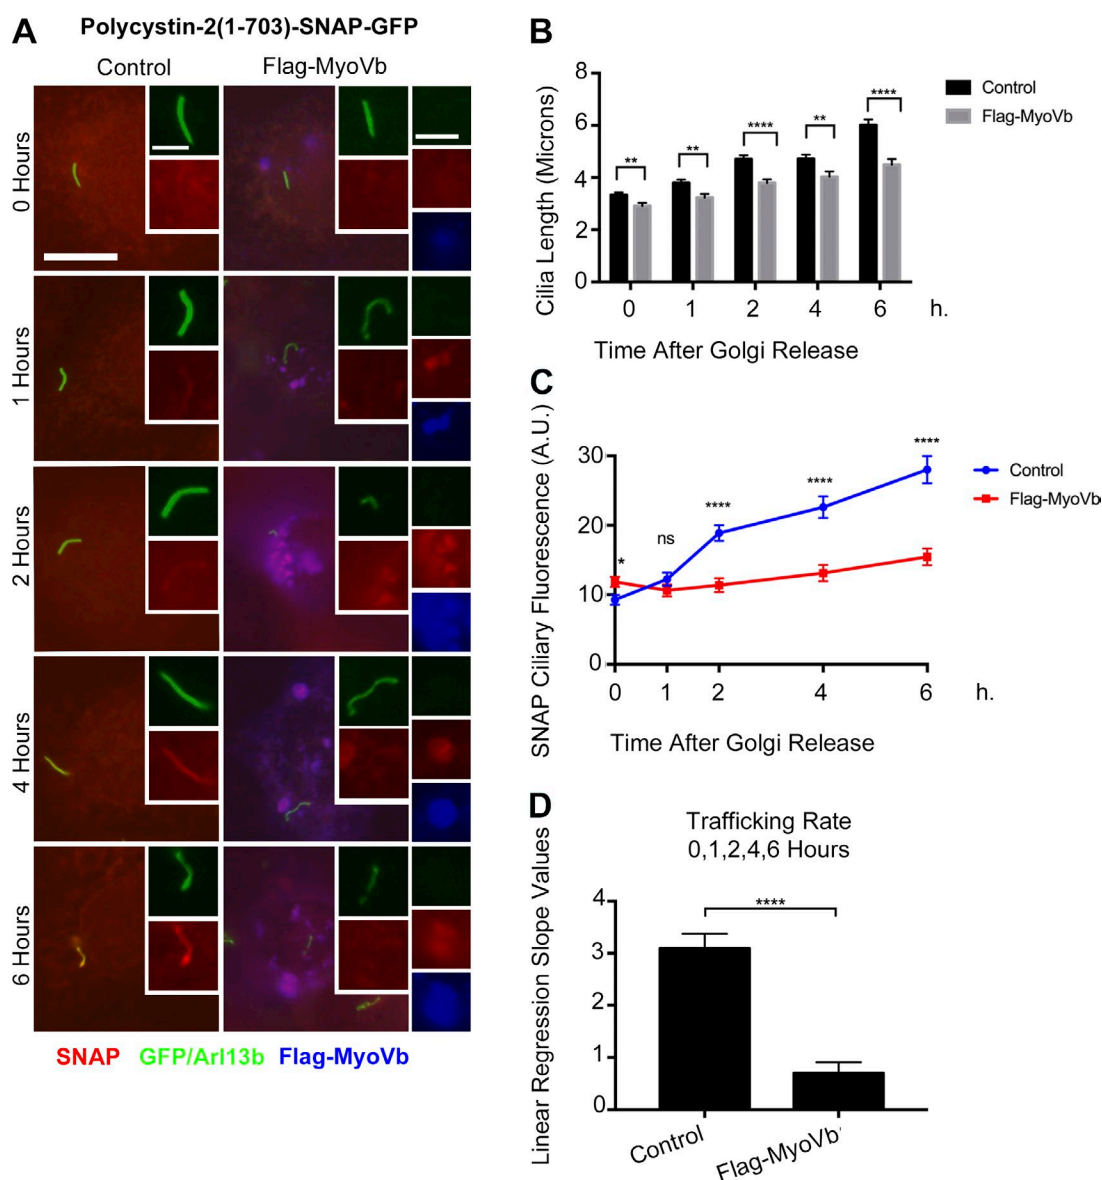 A
Polycystin-2(1-703)-SNAP-GFP
Control
Flag-MyoVb
0 Hours
1 Hours
2 Hours
4 Hours
6 Hours
SNAP GFP/Arl13b Flag-MyoVb
B
Cilia Length (Microns)
8
6
4
2
0
**
**
****
**
****
Control
Flag-MyoVb
0 1 2 4 6 h.
Time After Golgi Release
C
SNAP Ciliary Fluorescence (A.U.)
30
20
10
0
*
ns
****
****
****
Control
Flag-MyoVb
0 1 2 4 6 h.
Time After Golgi Release
D
Trafficking Rate
0,1,2,4,6 Hours
Linear Regression Slope Values
4
3
2
1
0
****
Control
Flag-MyoVb